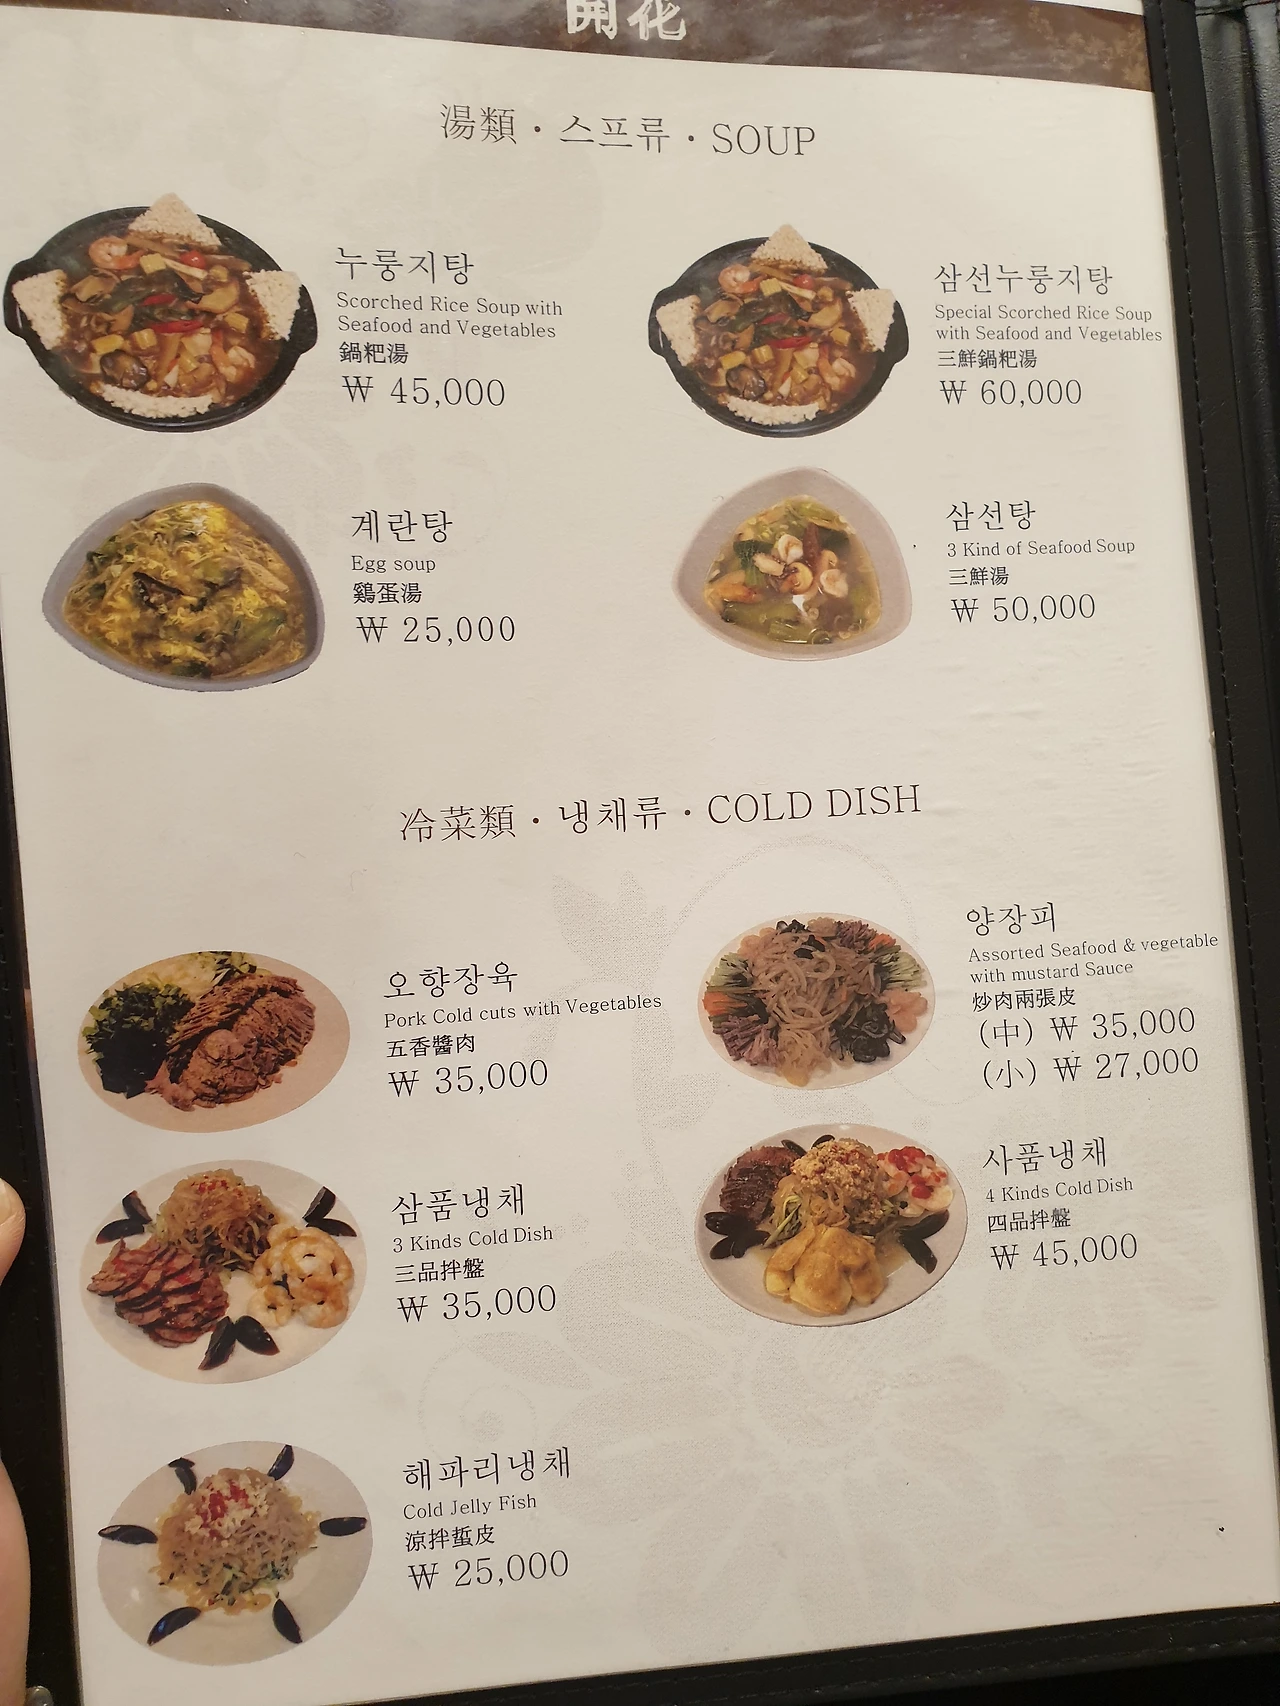 開花
湯類 · 스프류 · SOUP
누룽지탕
Scorched Rice Soup with
Seafood and Vegetables
鍋粑湯
₩ 45,000
삼선누룽지탕
Special Scorched Rice Soup
with Seafood and Vegetables
三鮮鍋粑湯
₩ 60,000
계란탕
Egg soup
鷄蛋湯
₩ 25,000
삼선탕
3 Kind of Seafood Soup
三鮮湯
₩ 50,000
冷菜類 · 냉채류 · COLD DISH
오향장육
Pork Cold cuts with Vegetables
五香醬肉
₩ 35,000
양장피
Assorted Seafood & vegetable
with mustard Sauce
炒肉兩張皮
(中) ₩ 35,000
(小) ₩ 27,000
삼품냉채
3 Kinds Cold Dish
三品拌盤
₩ 35,000
사품냉채
4 Kinds Cold Dish
四品拌盤
₩ 45,000
해파리냉채
Cold Jelly Fish
涼拌蜇皮
₩ 25,000